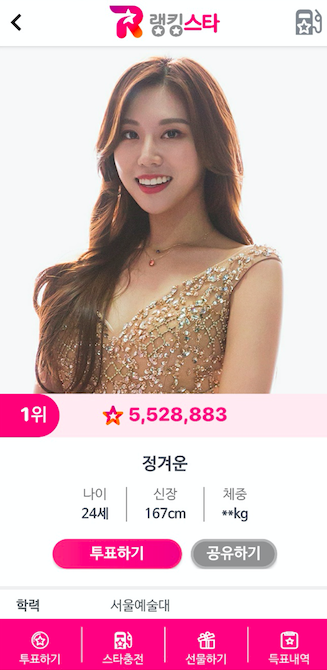 R 랭킹스타
1위 5,528,883
정겨운
나이 신장 체중
24세 167cm **kg
투표하기 공유하기
학력 서울예술대
투표하기 스타충전 선물하기 득표내역